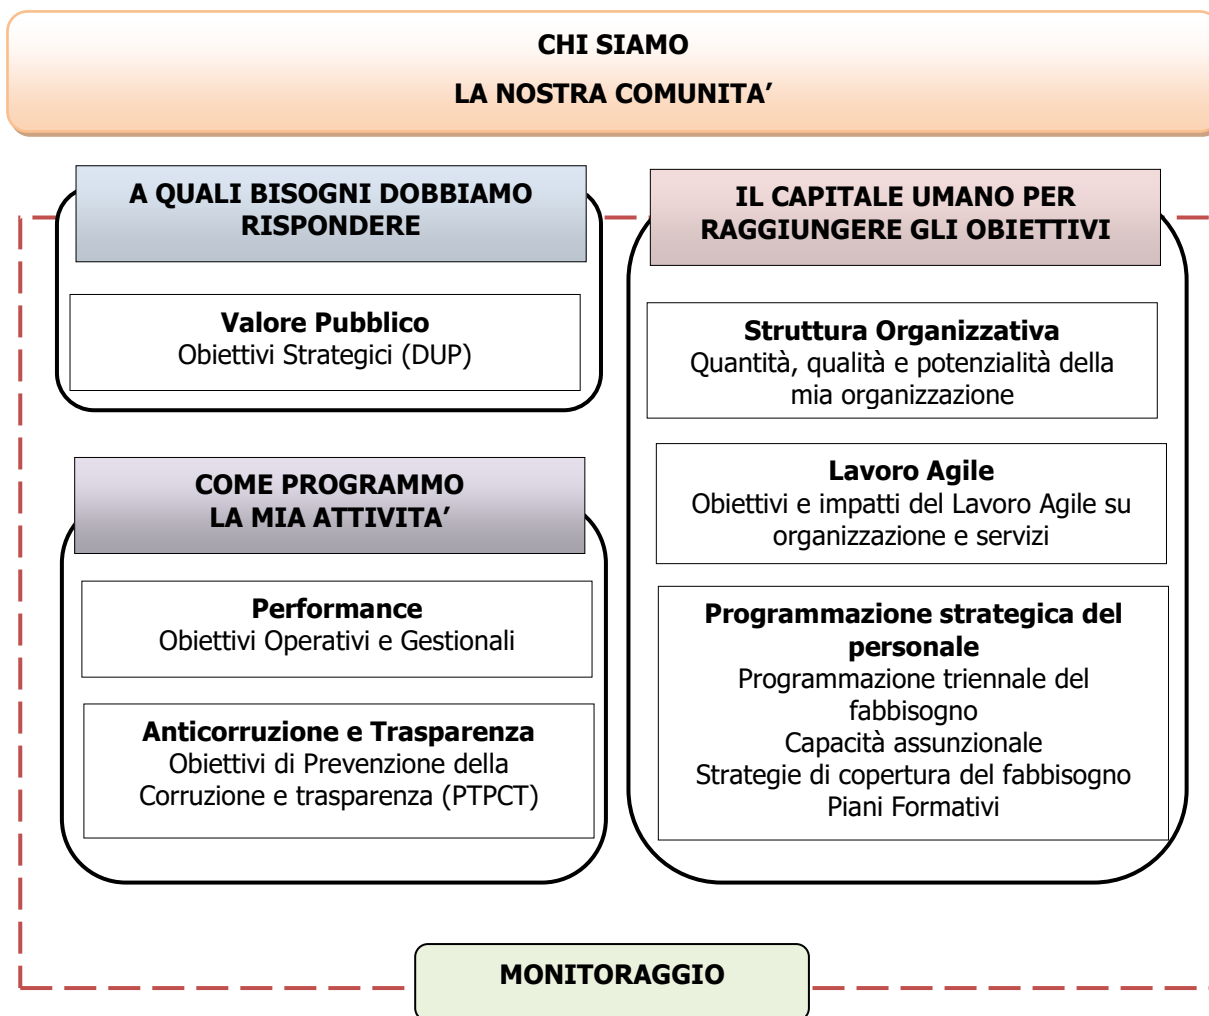 CHI SIAMO
LA NOSTRA COMUNITA’
A QUALI BISOGNI DOBBIAMO
RISPONDERE
Valore Pubblico
Obiettivi Strategici (DUP)
COME PROGRAMMO
LA MIA ATTIVITA’
Performance
Obiettivi Operativi e Gestionali
Anticorruzione e Trasparenza
Obiettivi di Prevenzione della
Corruzione e trasparenza (PTPCT)
IL CAPITALE UMANO PER
RAGGIUNGERE GLI OBIETTIVI
Struttura Organizzativa
Quantità, qualità e potenzialità della
mia organizzazione
Lavoro Agile
Obiettivi e impatti del Lavoro Agile su
organizzazione e servizi
Programmazione strategica del
personale
Programmazione triennale del
fabbisogno
Capacità assunzionale
Strategie di copertura del fabbisogno
Piani Formativi
MONITORAGGIO